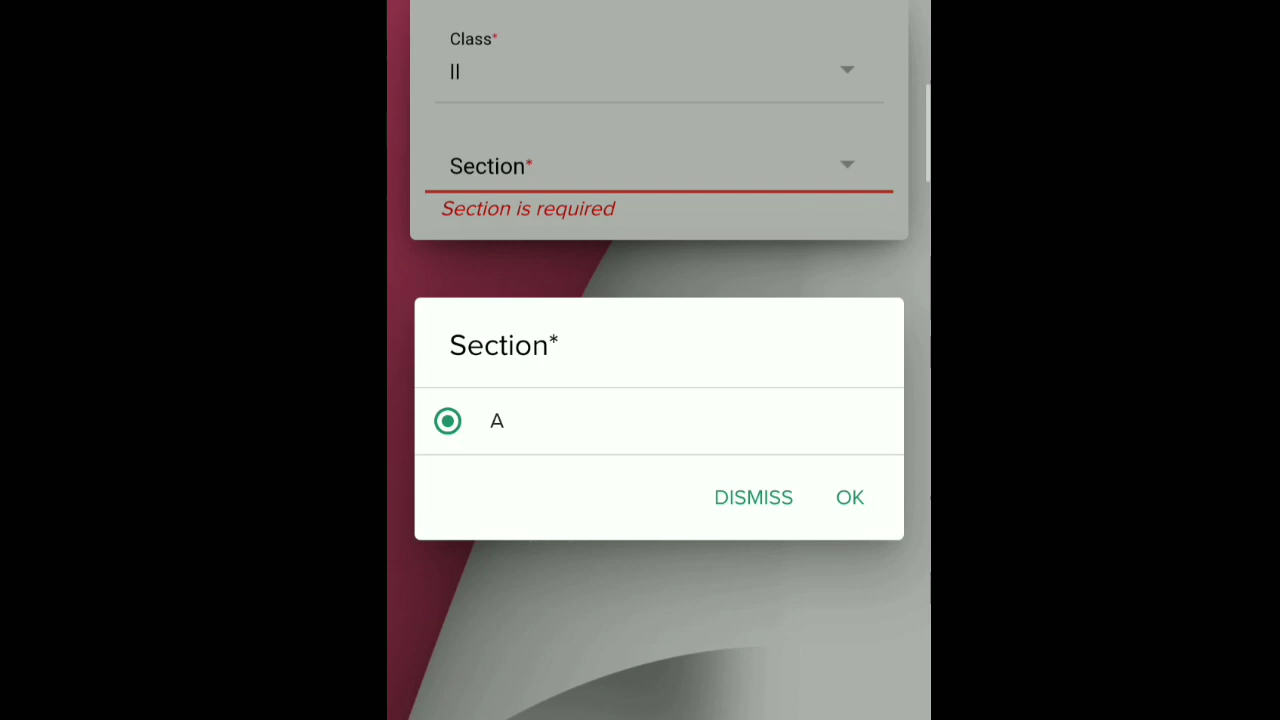 Class*
II
Section*
Section is required
Section*
A
DISMISS OK